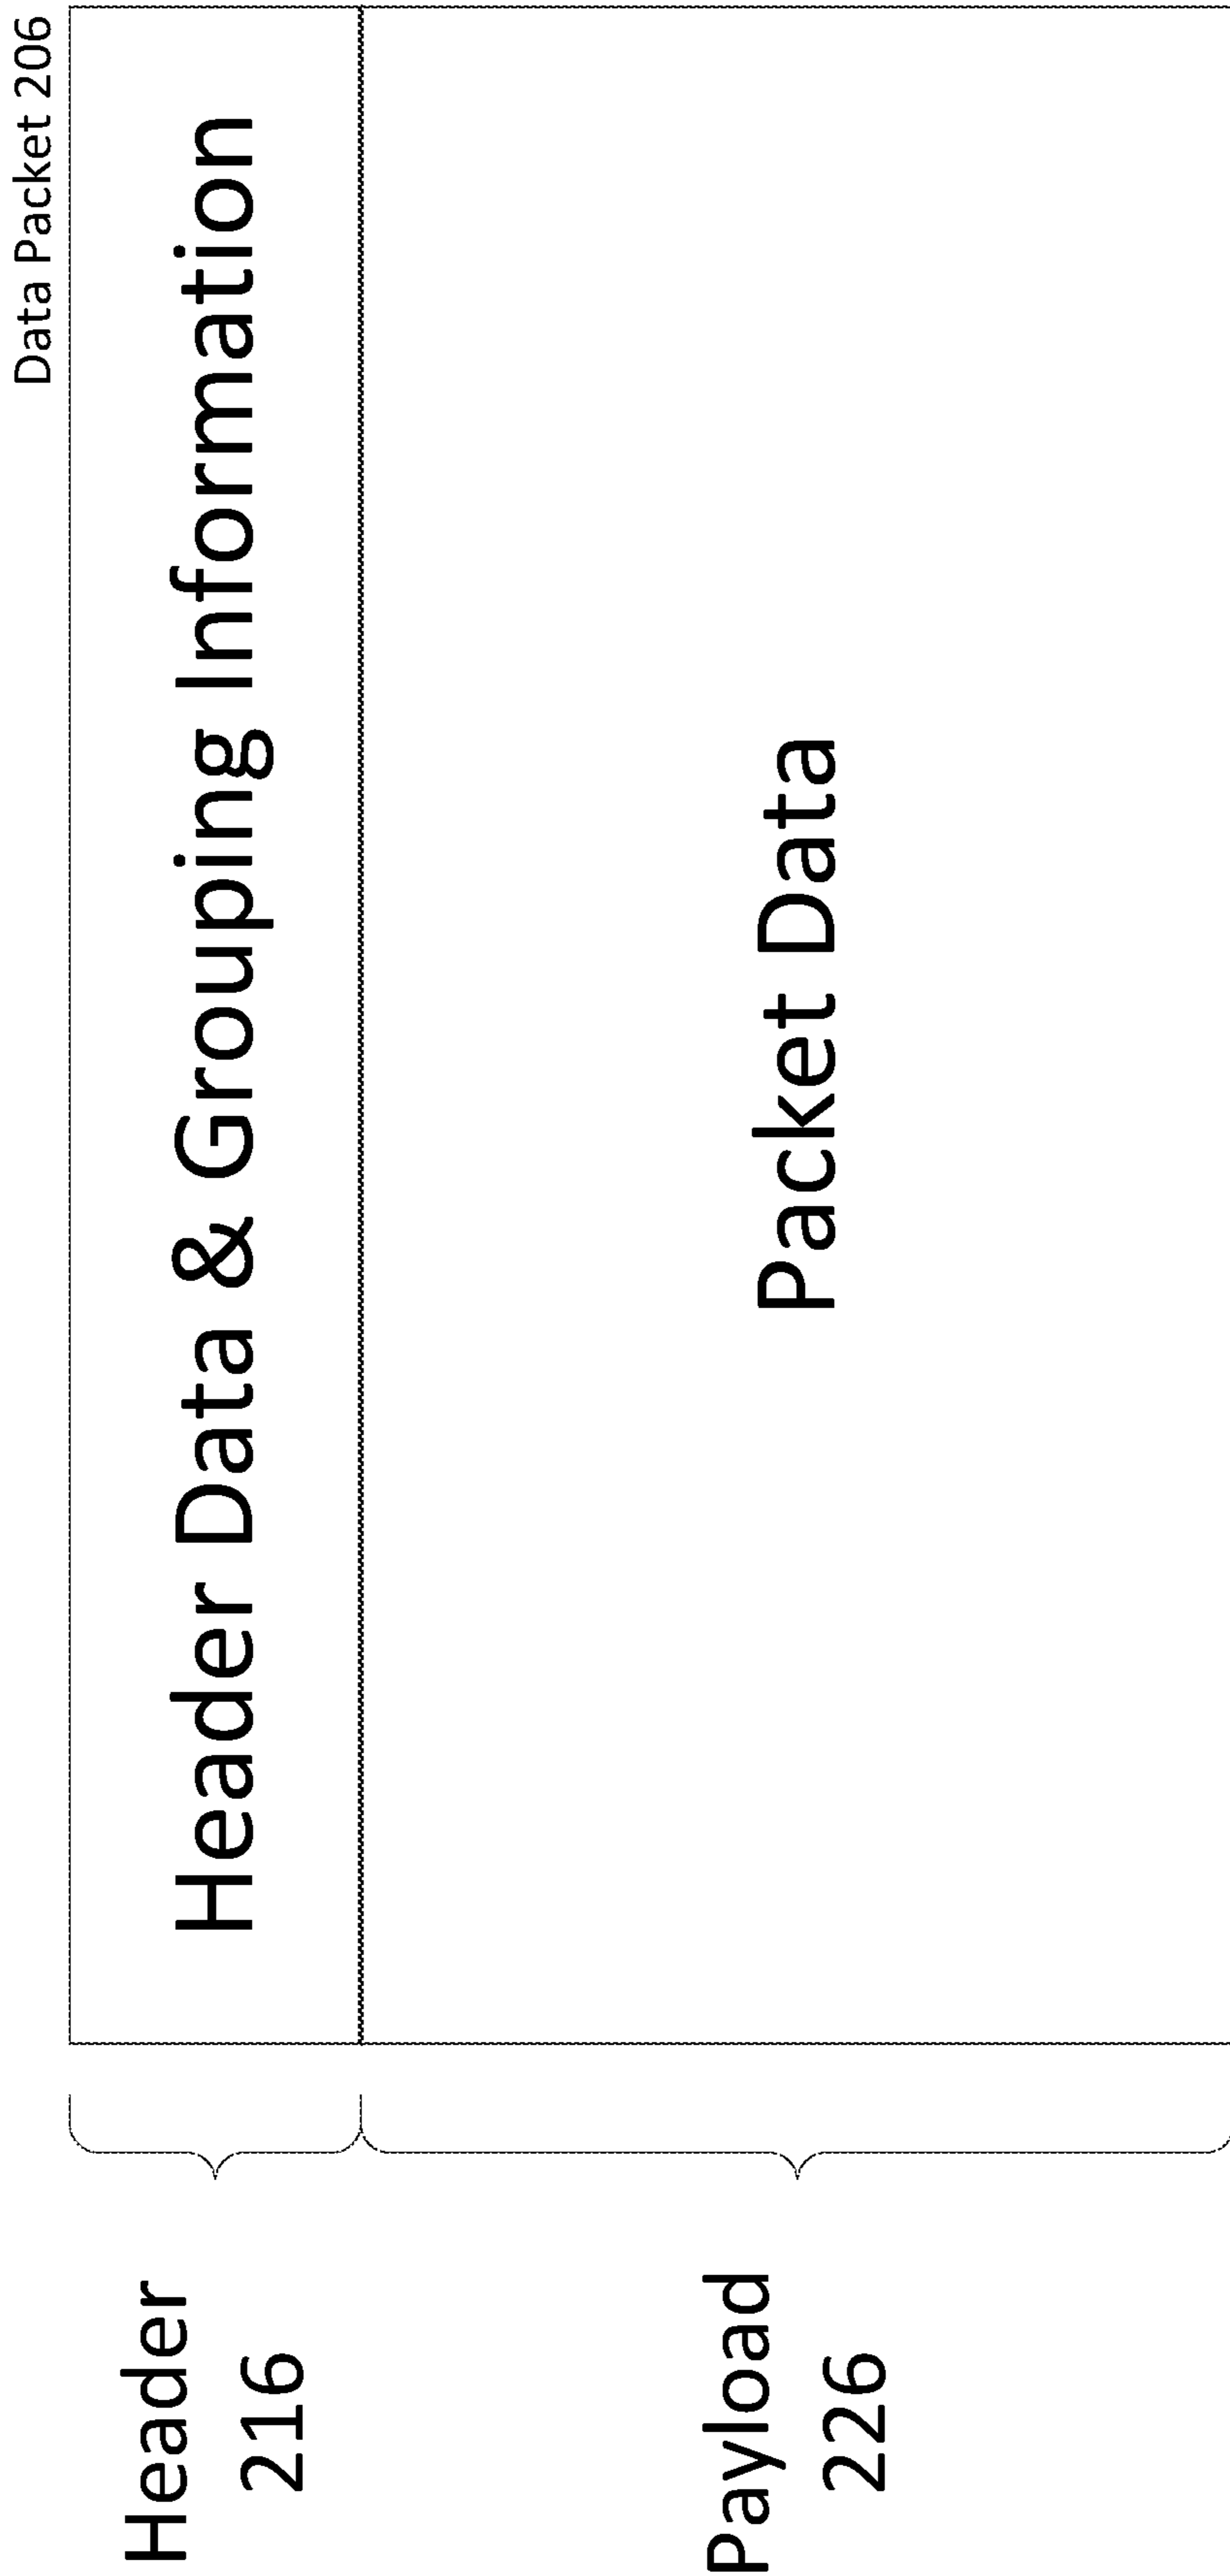 Data Packet 206
Header
216
Header Data & Grouping Information
Payload
226
Packet Data